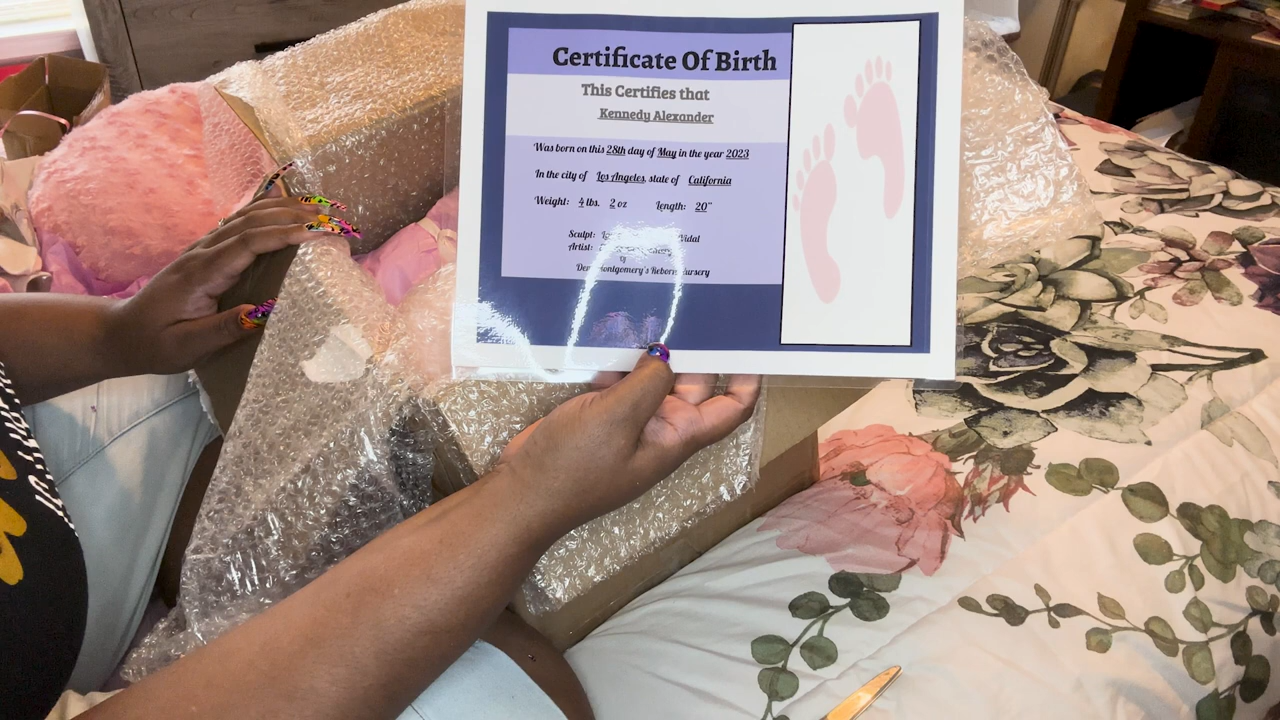 Certificate Of Birth
This Certifies that
Kennedy Alexander
Was born on this 28th day of May in the year 2023
In the city of Los Angeles, state of California
Weight: 4 lbs. 2 oz Length: 20"
Sculpt: Vidal
Artist:
by
Reborn Nursery